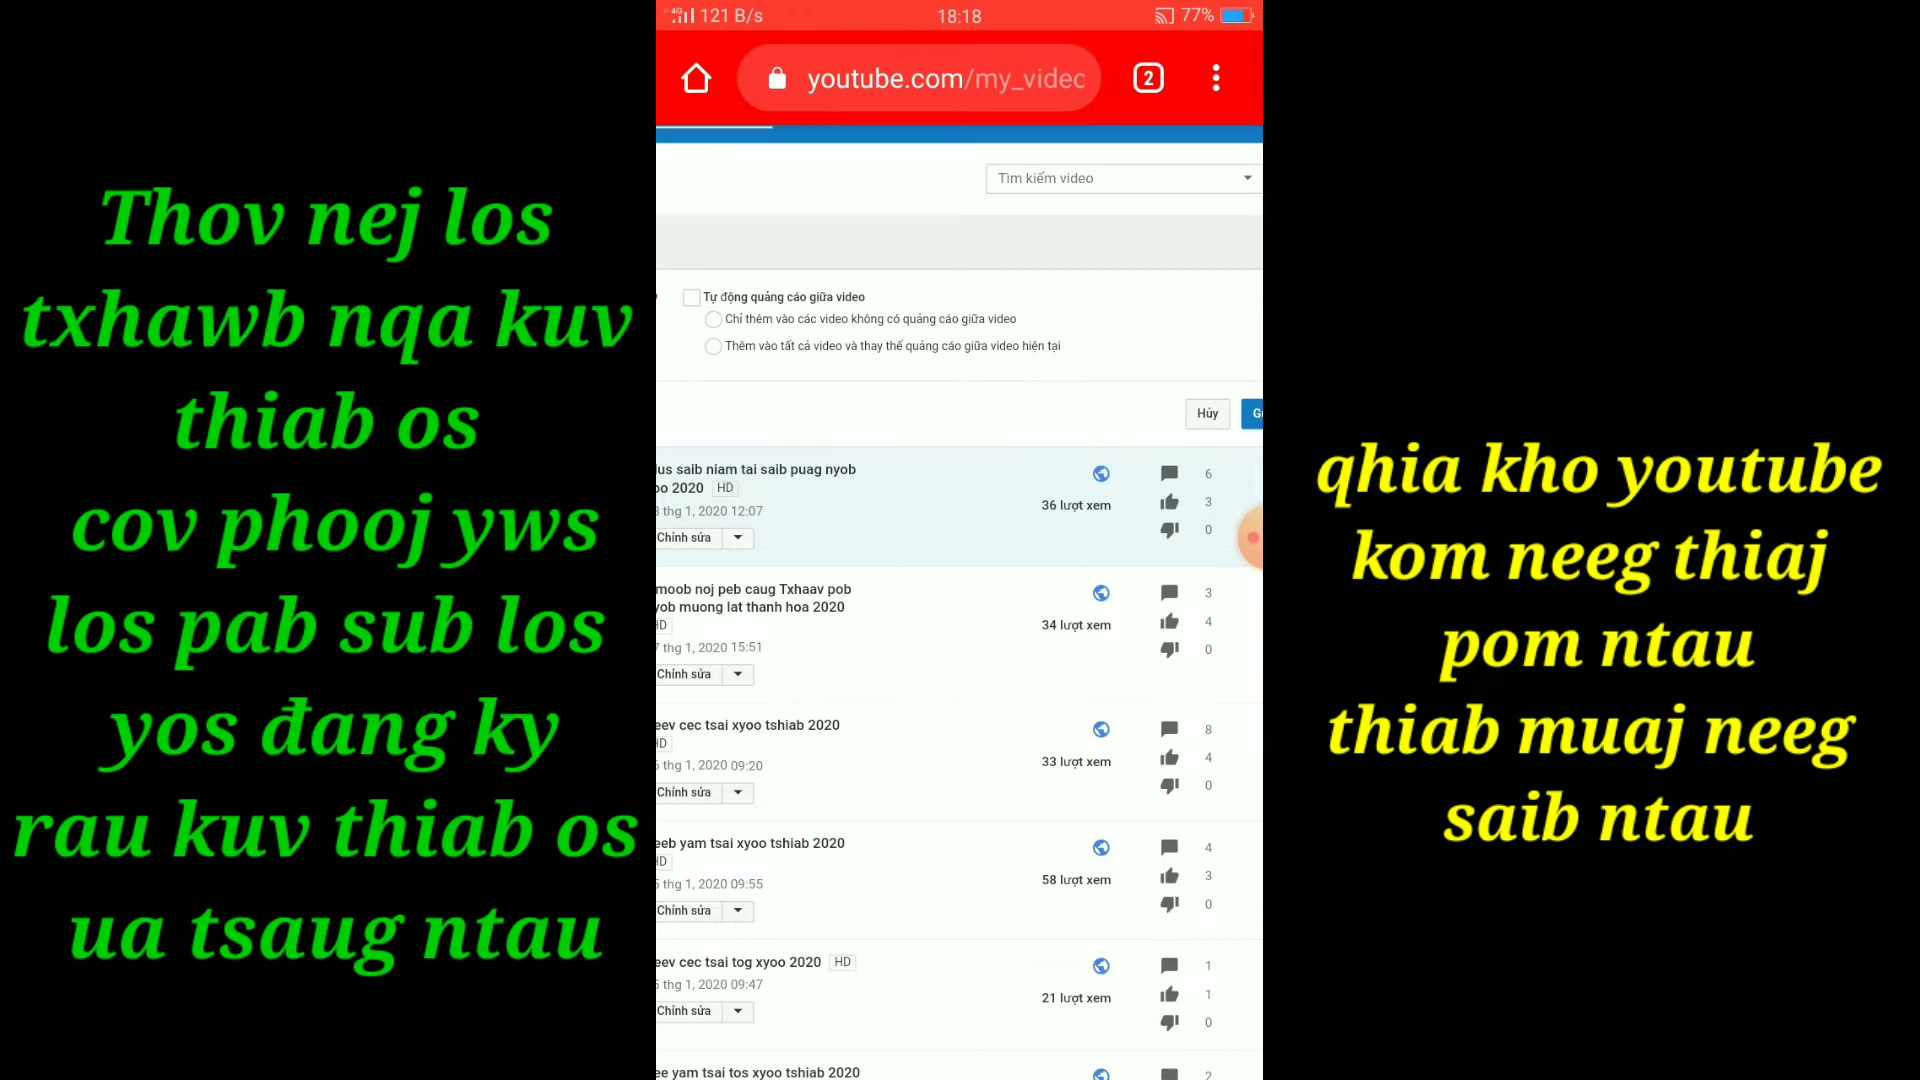 Thov nej los
txhawb nqa kuv
thiab os
cov phooj yws
los pab sub los
yos đang ky
rau kuv thiab os
ua tsaug ntau
4G 121 B/s 18:18 77%
youtube.com/my_videc 2
Tìm kiếm video
Tự động quảng cáo giữa video
Chỉ thêm vào các video không có quảng cáo giữa video
Thêm vào tất cả video và thay thế quảng cáo giữa video hiện tại
Hủy
lus saib niam tai saib puag nyob 6
oo 2020 HD
36 lượt xem 3
thg 1, 2020 12:07
Chỉnh sửa 0
moob noj peb caug Txhaav pob 3
yob muong lat thanh hoa 2020
34 lượt xem 4
thg 1, 2020 15:51 0
Chỉnh sửa
eev cec tsai xyoo tshiab 2020 8
33 lượt xem 4
thg 1, 2020 09:20
Chỉnh sửa 0
eeb yam tsai xyoo tshiab 2020 4
58 lượt xem 3
thg 1, 2020 09:55
Chỉnh sửa 0
eev cec tsai tog xyoo 2020 HD 1
thg 1, 2020 09:47
21 lượt xem 1
Chỉnh sửa 0
ee yam tsai tos xyoo tshiab 2020 2
qhia kho youtube
kom neeg thiaj
pom ntau
thiab muaj neeg
saib ntau